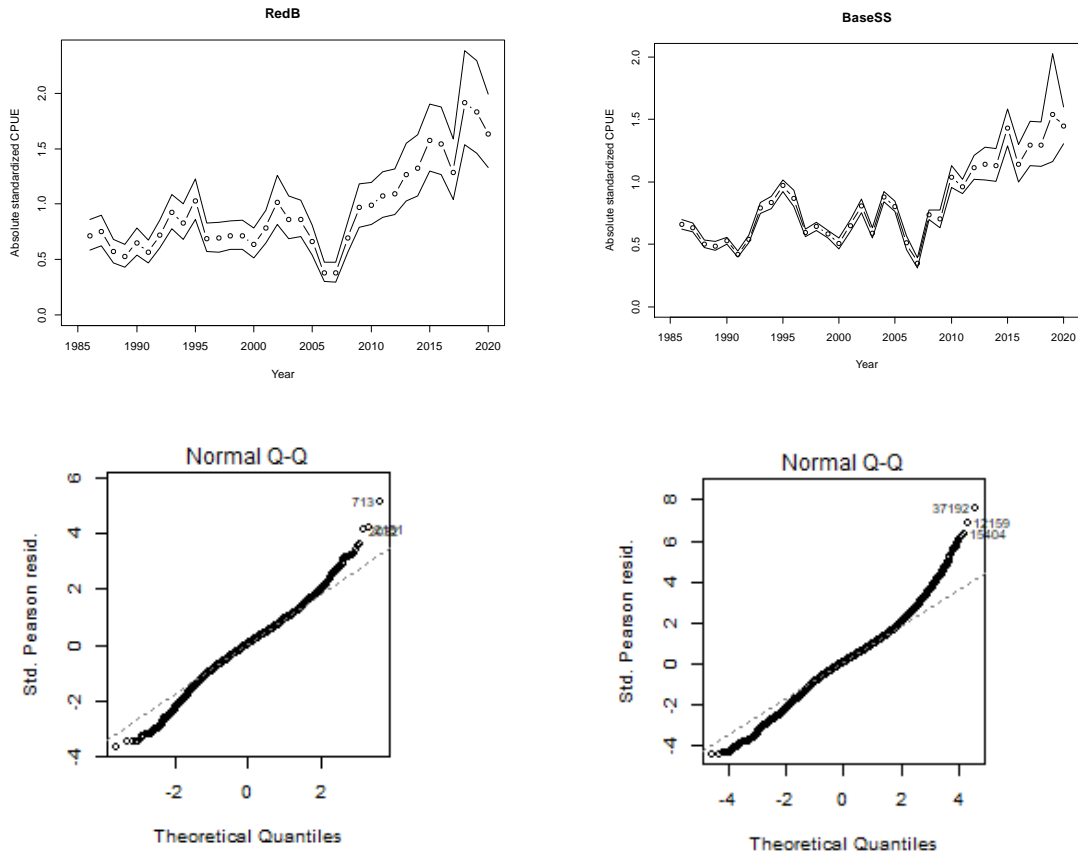 RedB
Absolute standardized CPUE
2.0
1.5
1.0
0.5
0.0
1985 1990 1995 2000 2005 2010 2015 2020
Year
BaseSS
Absolute standardized CPUE
2.0
1.5
1.0
0.5
0.0
1985 1990 1995 2000 2005 2010 2015 2020
Year
Normal Q-Q
Std. Pearson resid.
6
4
2
0
-2
-4
713
-2 0 2
Theoretical Quantiles
Normal Q-Q
Std. Pearson resid.
8
6
4
2
0
-2
-4
37192
12159
15404
-4 -2 0 2 4
Theoretical Quantiles